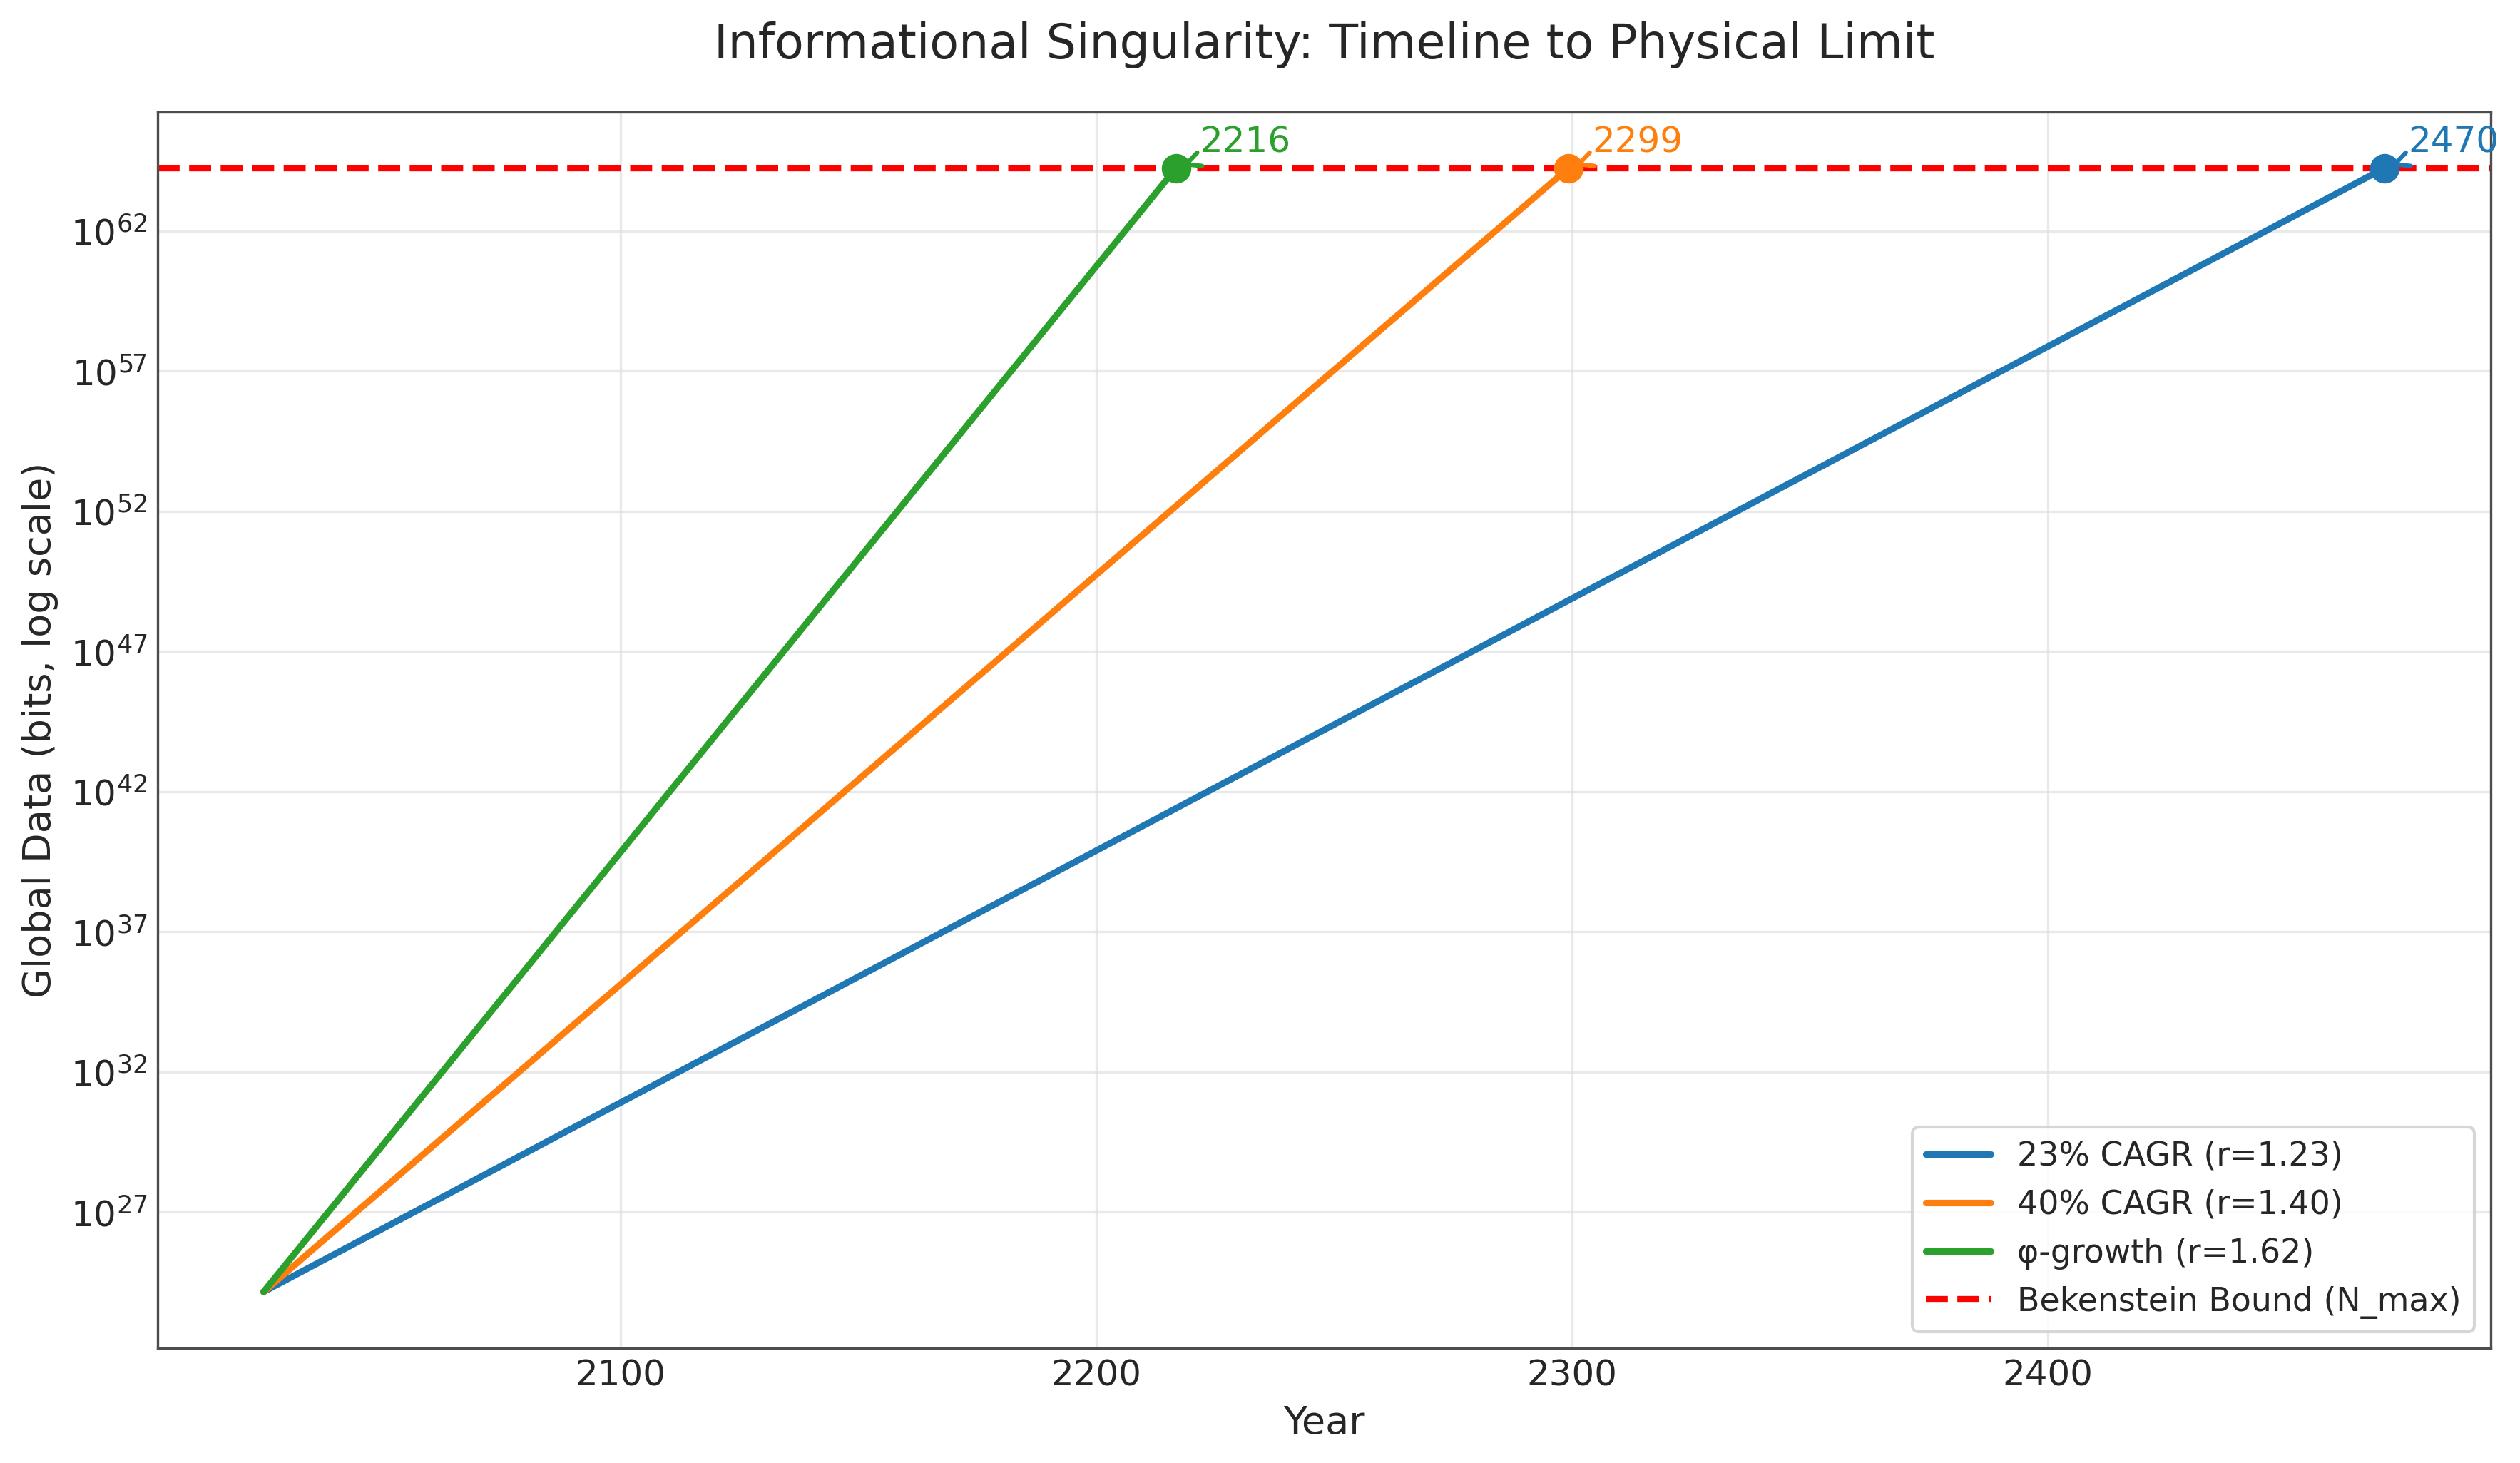 Informational Singularity: Timeline to Physical Limit
2216
2299
2470
10^62
10^57
10^52
10^47
10^42
10^37
10^32
10^27
Global Data (bits, log scale)
23% CAGR (r=1.23)
40% CAGR (r=1.40)
φ-growth (r=1.62)
Bekenstein Bound (N_max)
2100 2200 2300 2400
Year